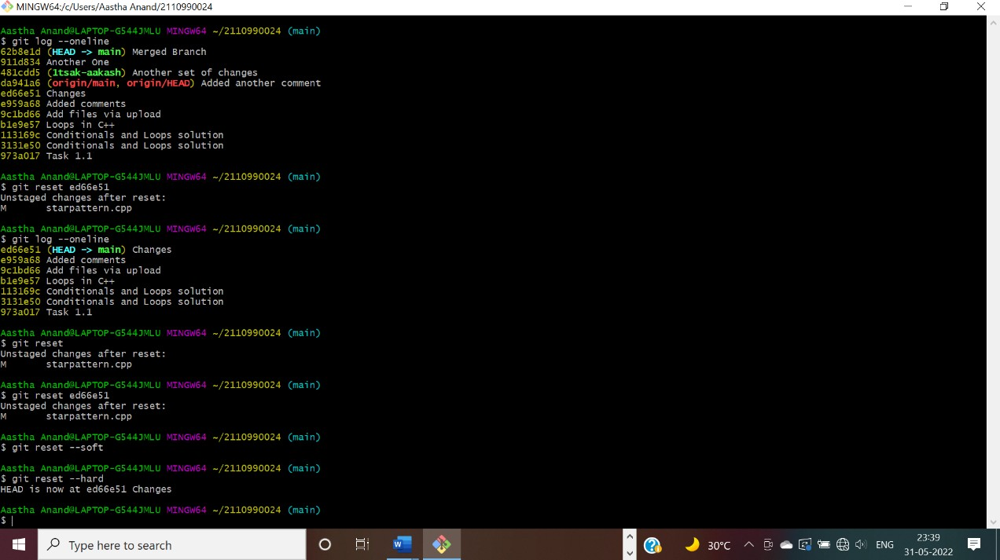 MINGW64:/c/Users/Aastha Anand/2110990024
Aastha Anand@LAPTOP-G544JMLU MINGW64 ~/2110990024 (main)
$ git log --oneline
62b8e1d (HEAD -> main) Merged Branch
911d834 Another One
481cdd5 (1tsak-aakash) Another set of changes
da941a6 (origin/main, origin/HEAD) Added another comment
ed66e51 Changes
e959a68 Added comments
9c1bd66 Add files via upload
b1e9e57 Loops in C++
113169c Conditionals and Loops solution
3131e50 Conditionals and Loops solution
973a017 Task 1.1
Aastha Anand@LAPTOP-G544JMLU MINGW64 ~/2110990024 (main)
$ git reset ed66e51
Unstaged changes after reset:
M       starpattern.cpp
Aastha Anand@LAPTOP-G544JMLU MINGW64 ~/2110990024 (main)
$ git log --oneline
ed66e51 (HEAD -> main) Changes
e959a68 Added comments
9c1bd66 Add files via upload
b1e9e57 Loops in C++
113169c Conditionals and Loops solution
3131e50 Conditionals and Loops solution
973a017 Task 1.1
Aastha Anand@LAPTOP-G544JMLU MINGW64 ~/2110990024 (main)
$ git reset
Unstaged changes after reset:
M       starpattern.cpp
Aastha Anand@LAPTOP-G544JMLU MINGW64 ~/2110990024 (main)
$ git reset ed66e51
Unstaged changes after reset:
M       starpattern.cpp
Aastha Anand@LAPTOP-G544JMLU MINGW64 ~/2110990024 (main)
$ git reset --soft
Aastha Anand@LAPTOP-G544JMLU MINGW64 ~/2110990024 (main)
$ git reset --hard
HEAD is now at ed66e51 Changes
Aastha Anand@LAPTOP-G544JMLU MINGW64 ~/2110990024 (main)
$
Type here to search
W
30°C
ENG
23:39
31-05-2022